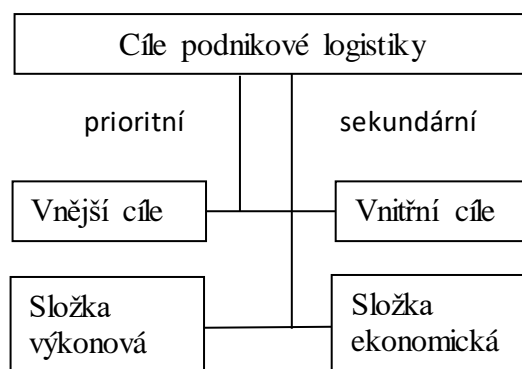 Cíle podnikové logistiky
prioritní
sekundární
Vnější cíle
Vnitřní cíle
Složka
výkonová
Složka
ekonomická